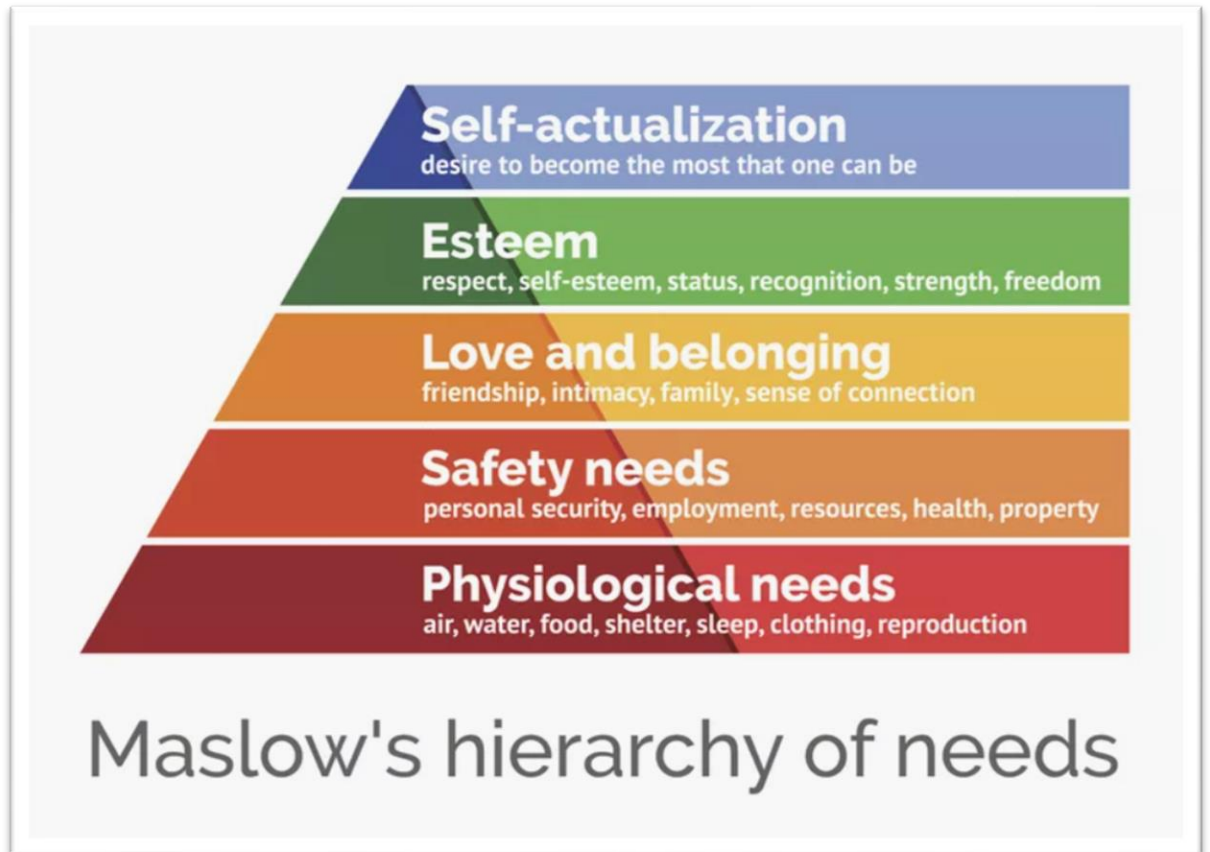 Self-actualization
desire to become the most that one can be
Esteem
respect, self-esteem, status, recognition, strength, freedom
Love and belonging
friendship, intimacy, family, sense of connection
Safety needs
personal security, employment, resources, health, property
Physiological needs
air, water, food, shelter, sleep, clothing, reproduction
Maslow's hierarchy of needs